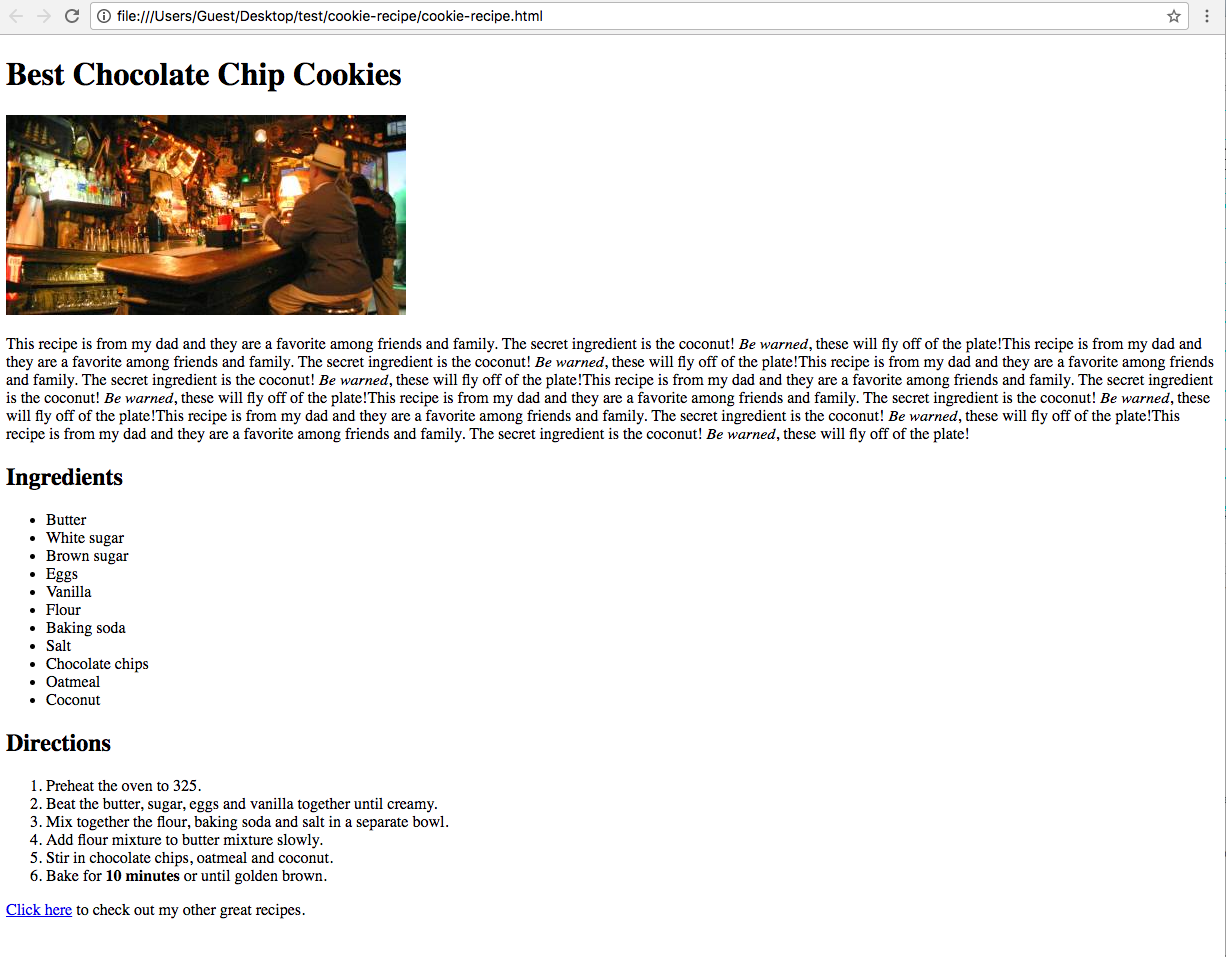 file:///Users/Guest/Desktop/test/cookie-recipe/cookie-recipe.html
Best Chocolate Chip Cookies
This recipe is from my dad and they are a favorite among friends and family. The secret ingredient is the coconut! Be warned, these will fly off of the plate!This recipe is from my dad and
they are a favorite among friends and family. The secret ingredient is the coconut! Be warned, these will fly off of the plate!This recipe is from my dad and they are a favorite among friends
and family. The secret ingredient is the coconut! Be warned, these will fly off of the plate!This recipe is from my dad and they are a favorite among friends and family. The secret ingredient
is the coconut! Be warned, these will fly off of the plate!This recipe is from my dad and they are a favorite among friends and family. The secret ingredient is the coconut! Be warned, these
will fly off of the plate!This recipe is from my dad and they are a favorite among friends and family. The secret ingredient is the coconut! Be warned, these will fly off of the plate!This
recipe is from my dad and they are a favorite among friends and family. The secret ingredient is the coconut! Be warned, these will fly off of the plate!
Ingredients
• Butter
• White sugar
• Brown sugar
• Eggs
• Vanilla
• Flour
• Baking soda
• Salt
• Chocolate chips
• Oatmeal
• Coconut
Directions
1. Preheat the oven to 325.
2. Beat the butter, sugar, eggs and vanilla together until creamy.
3. Mix together the flour, baking soda and salt in a separate bowl.
4. Add flour mixture to butter mixture slowly.
5. Stir in chocolate chips, oatmeal and coconut.
6. Bake for 10 minutes or until golden brown.
Click here to check out my other great recipes.